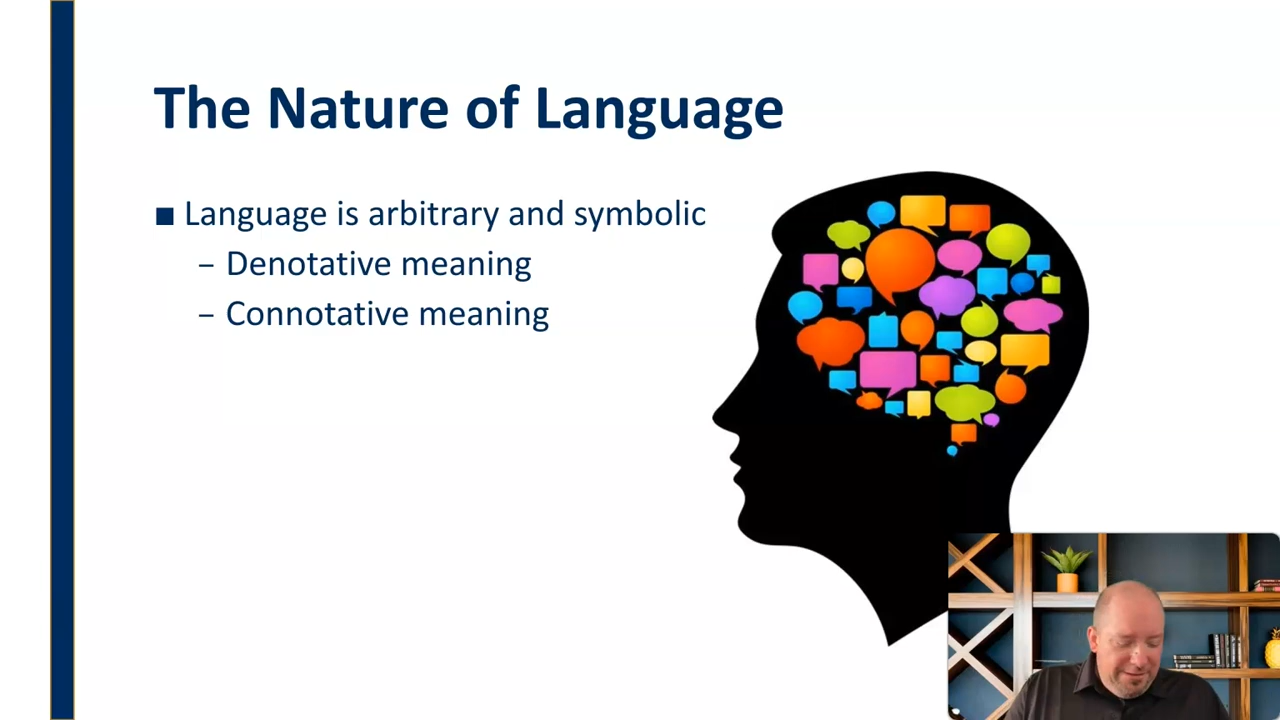 The Nature of Language
■ Language is arbitrary and symbolic
– Denotative meaning
– Connotative meaning